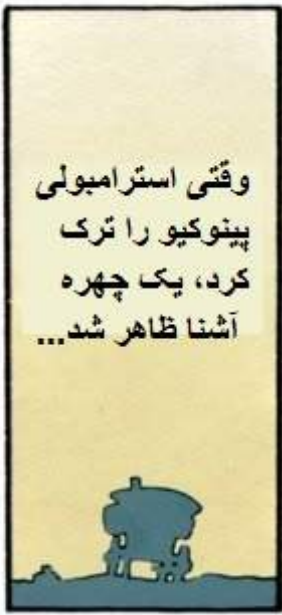 وقتی استرامبولی
پینوکیو را ترک
کرد، یک چهره
آشنا ظاهر شد...